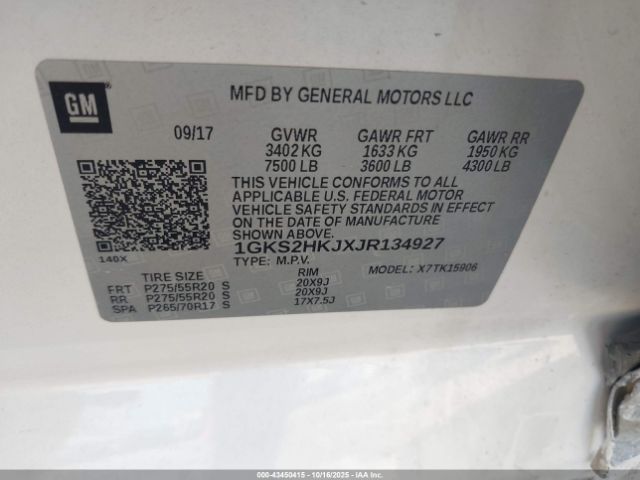 GM
MFD BY GENERAL MOTORS LLC
09/17 GVWR GAWR FRT GAWR RR
3402 KG 1633 KG 1950 KG
7500 LB 3600 LB 4300 LB
THIS VEHICLE CONFORMS TO ALL
APPLICABLE U.S. FEDERAL MOTOR
VEHICLE SAFETY STANDARDS IN EFFECT
ON THE DATE OF MANUFACTURE SHOWN
ABOVE.
1GKS2HKJXJR134927
140X TYPE: M.P.V. MODEL: X7TK15906
TIRE SIZE RIM
FRT P275/55R20 S 20X9J
RR P275/55R20 S 20X9J
SPA P265/70R17 S 17X7.5J
000-43450415 - 10/16/2025 - IAAI.COM